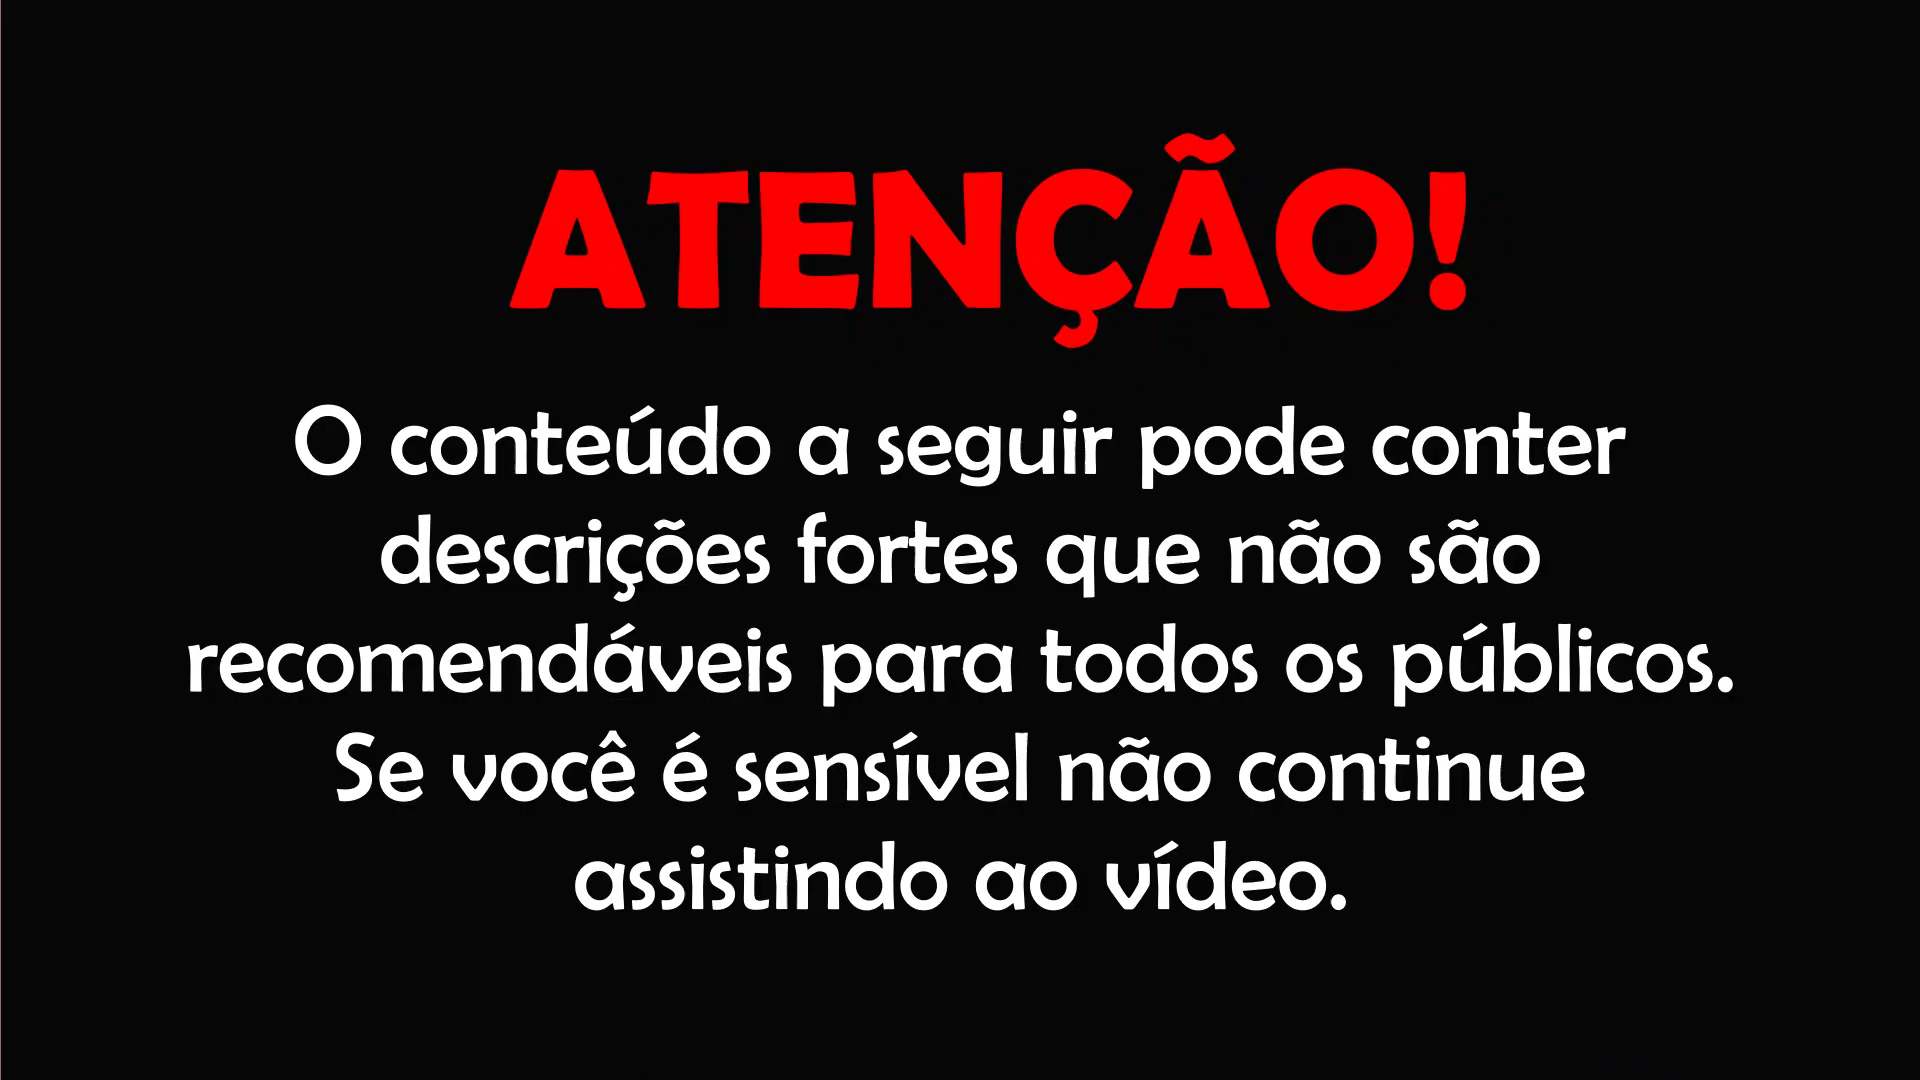 ATENÇÃO!
O conteúdo a seguir pode conter
descrições fortes que não são
recomendáveis para todos os públicos.
Se você é sensível não continue
assistindo ao vídeo.